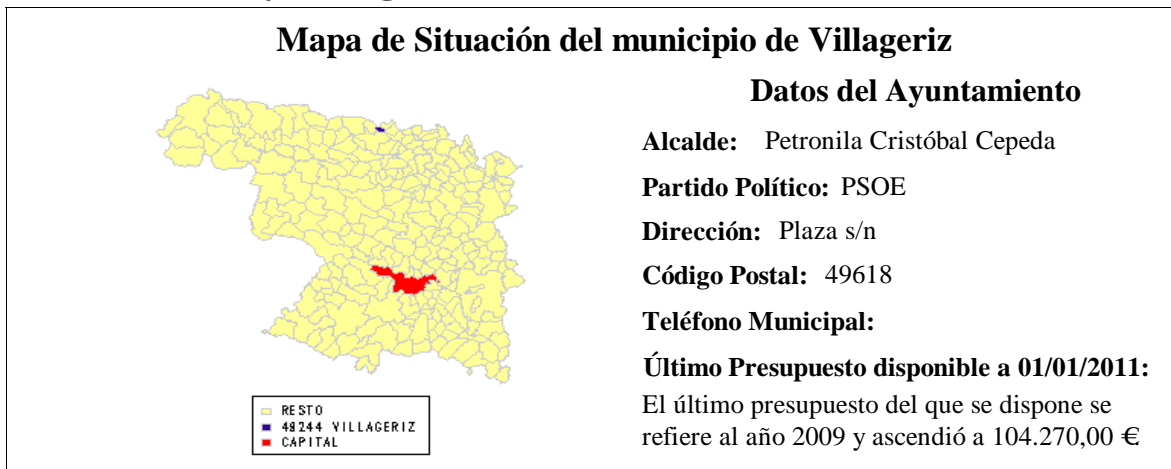 Mapa de Situación del municipio de Villageriz
Datos del Ayuntamiento
Alcalde: Petronila Cristóbal Cepeda
Partido Político: PSOE
Dirección: Plaza s/n
Código Postal: 49618
Teléfono Municipal:
Último Presupuesto disponible a 01/01/2011:
El último presupuesto del que se dispone se
refiere al año 2009 y ascendió a 104.270,00 €
RESTO
49244 VILLAGERIZ
CAPITAL